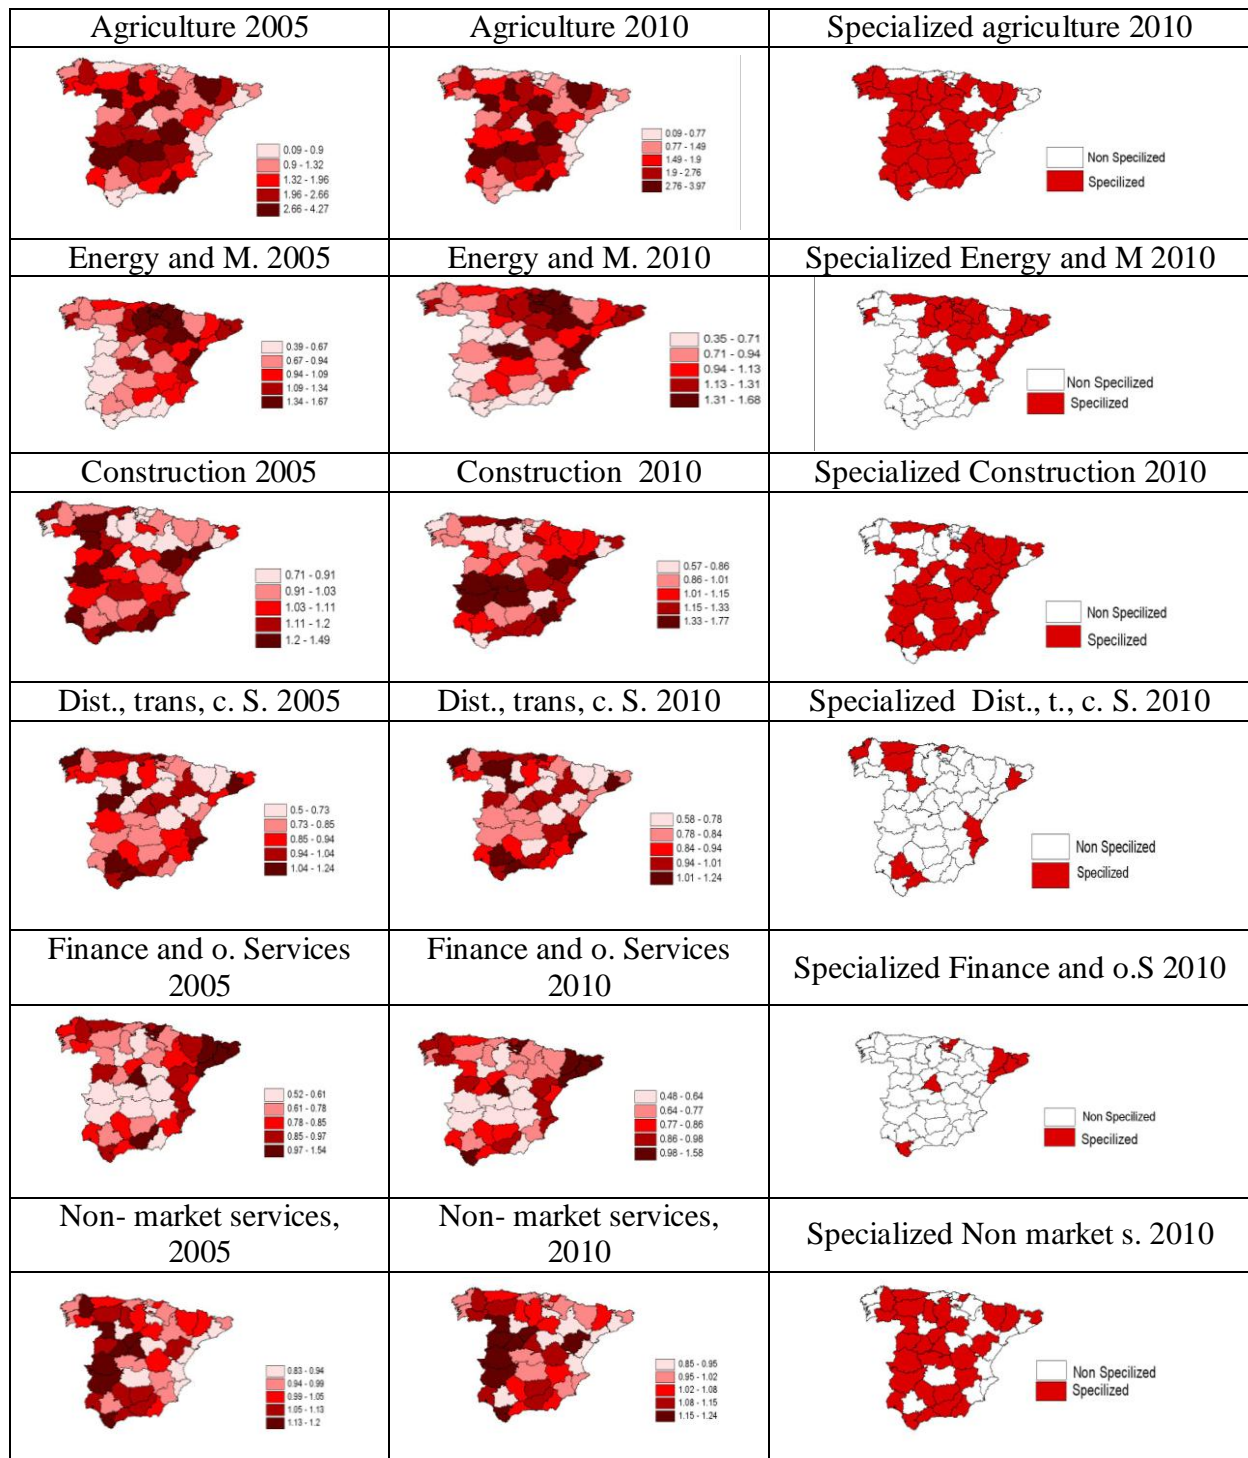 Agriculture 2005
Agriculture 2010
Specialized agriculture 2010
0.09 - 0.9
0.9 - 1.32
1.32 - 1.96
1.96 - 2.66
2.66 - 4.27
0.09 - 0.77
0.77 - 1.49
1.49 - 1.9
1.9 - 2.76
2.76 - 3.97
Non Specilized
Specilized
Energy and M. 2005
Energy and M. 2010
Specialized Energy and M 2010
0.39 - 0.67
0.67 - 0.94
0.94 - 1.09
1.09 - 1.34
1.34 - 1.67
0.35 - 0.71
0.71 - 0.94
0.94 - 1.13
1.13 - 1.31
1.31 - 1.68
Non Specilized
Specilized
Construction 2005
Construction 2010
Specialized Construction 2010
0.71 - 0.91
0.91 - 1.03
1.03 - 1.11
1.11 - 1.2
1.2 - 1.49
0.57 - 0.86
0.86 - 1.01
1.01 - 1.15
1.15 - 1.33
1.33 - 1.77
Non Specilized
Specilized
Dist., trans, c. S. 2005
Dist., trans, c. S. 2010
Specialized Dist., t., c. S. 2010
0.5 - 0.73
0.73 - 0.85
0.85 - 0.94
0.94 - 1.04
1.04 - 1.24
0.58 - 0.78
0.78 - 0.84
0.84 - 0.94
0.94 - 1.01
1.01 - 1.24
Non Specilized
Specilized
Finance and o. Services
2005
Finance and o. Services
2010
Specialized Finance and o.S 2010
0.52 - 0.61
0.61 - 0.78
0.78 - 0.85
0.85 - 0.97
0.97 - 1.54
0.48 - 0.64
0.64 - 0.77
0.77 - 0.86
0.86 - 0.98
0.98 - 1.58
Non Specilized
Specilized
Non- market services,
2005
Non- market services,
2010
Specialized Non market s. 2010
0.83 - 0.94
0.94 - 0.99
0.99 - 1.05
1.05 - 1.13
1.13 - 1.2
0.85 - 0.95
0.95 - 1.02
1.02 - 1.08
1.08 - 1.15
1.15 - 1.24
Non Specilized
Specilized